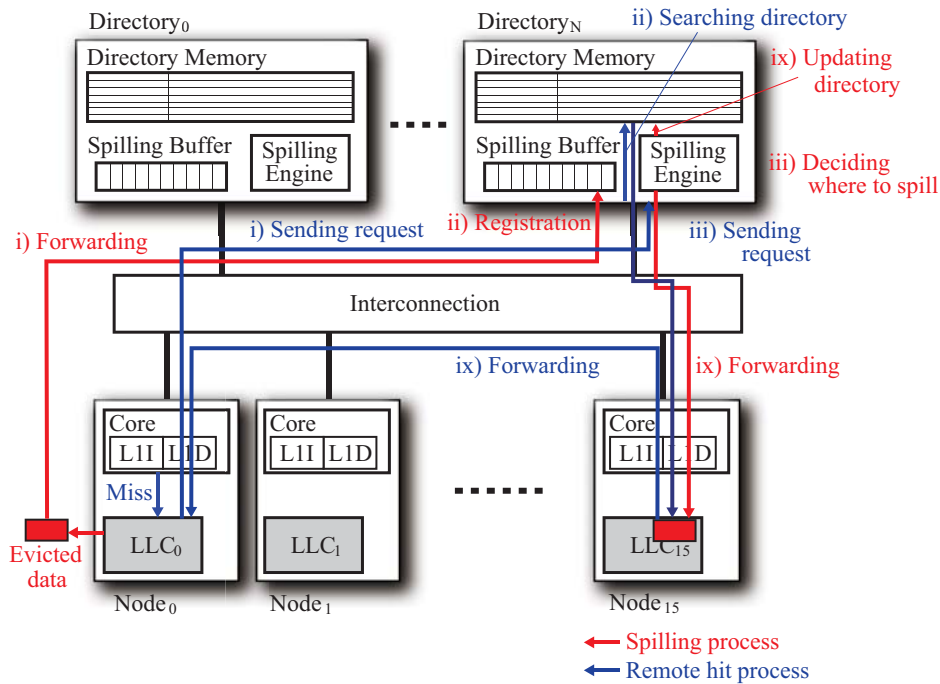 Directory0
DirectoryN
ii) Searching directory
Directory Memory
Directory Memory
ix) Updating
directory
Spilling Buffer
Spilling
Engine
Spilling Buffer
Spilling
Engine
iii) Deciding
where to spill
i) Forwarding
i) Sending request
ii) Registration
iii) Sending
request
Interconnection
ix) Forwarding
ix) Forwarding
Core
Core
Core
L1I
L1D
L1I
L1D
L1I
L1D
Miss
LLC0
LLC1
LLC15
Evicted
data
Node0
Node1
Node15
Spilling process
Remote hit process